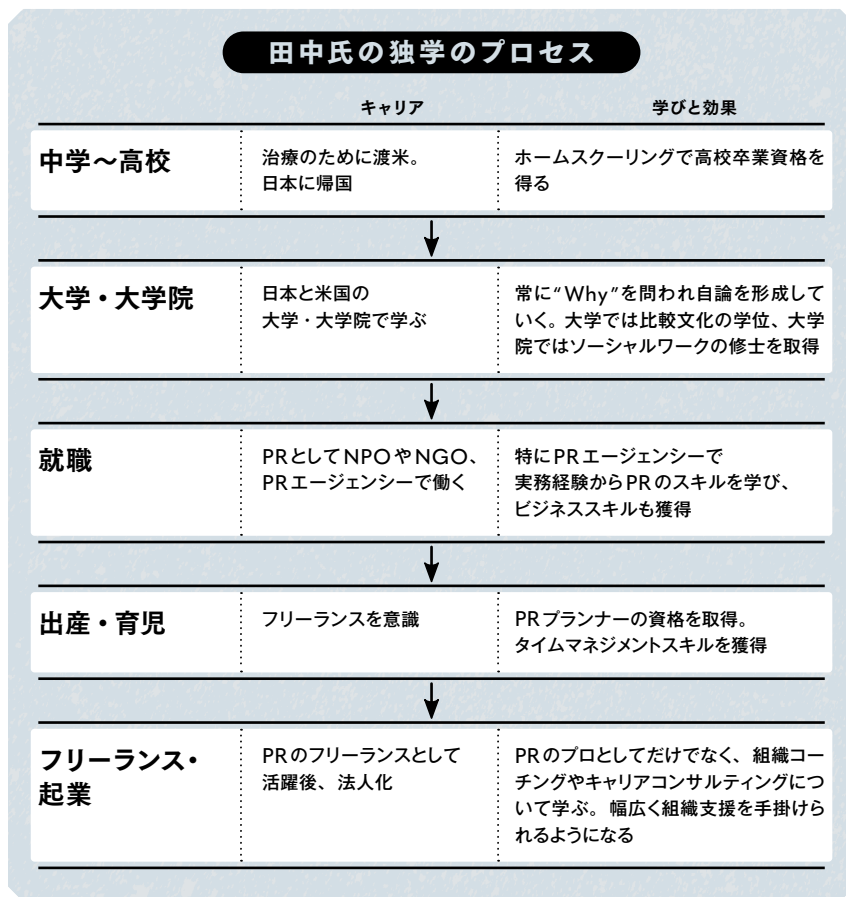 田中氏の独学のプロセス
キャリア
学びと効果
中学～高校
治療のために渡米。
日本に帰国
ホームスクーリングで高校卒業資格を
得る
大学・大学院
日本と米国の
大学・大学院で学ぶ
常に“Why”を問われ自論を形成して
いく。大学では比較文化の学位、大学
院ではソーシャルワークの修士を取得
就職
PRとしてNPOやNGO、
PRエージェンシーで働く
特にPRエージェンシーで
実務経験からPRのスキルを学び、
ビジネススキルも獲得
出産・育児
フリーランスを意識
PRプランナーの資格を取得。
タイムマネジメントスキルを獲得
フリーランス・
起業
PRのフリーランスとして
活躍後、法人化
PRのプロとしてだけでなく、組織コー
チングやキャリアコンサルティングにつ
いて学ぶ。幅広く組織支援を手掛けら
れるようになる